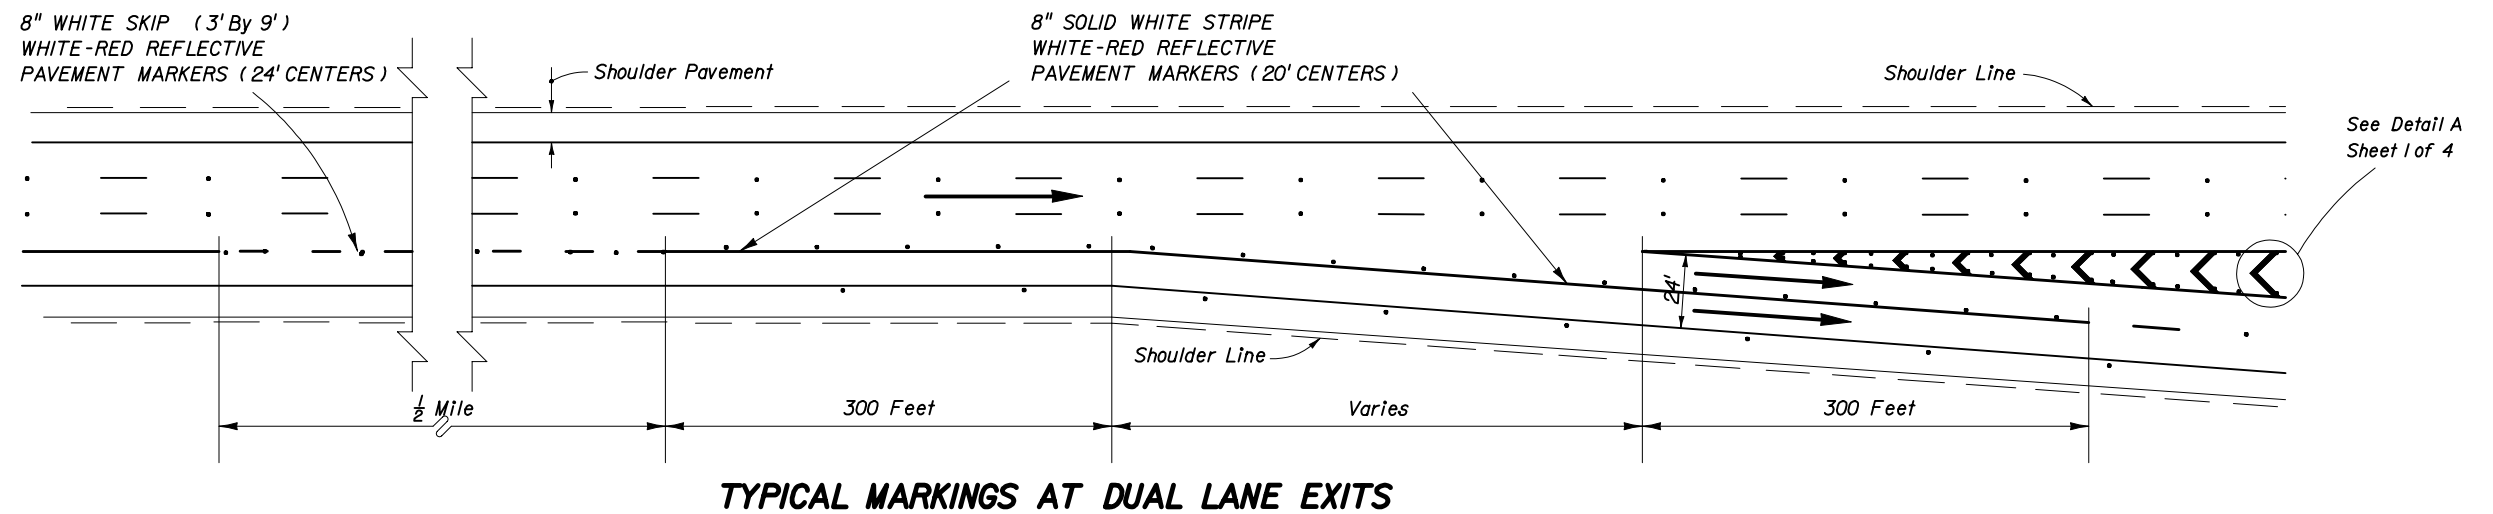 8" WHITE SKIP (3' By 9')
WHITE-RED REFLECTIVE
PAVEMENT MARKERS (24' CENTERS)
Shoulder Pavement
8" SOLID WHITE STRIPE
WHITE-RED REFLECTIVE
PAVEMENT MARKERS (20' CENTERS)
Shoulder Line
See Detail A
Sheet 1 of 4
24'
Shoulder Line
1/2 Mile
300 Feet
Varies
300 Feet
TYPICAL MARKINGS AT DUAL LANE EXITS